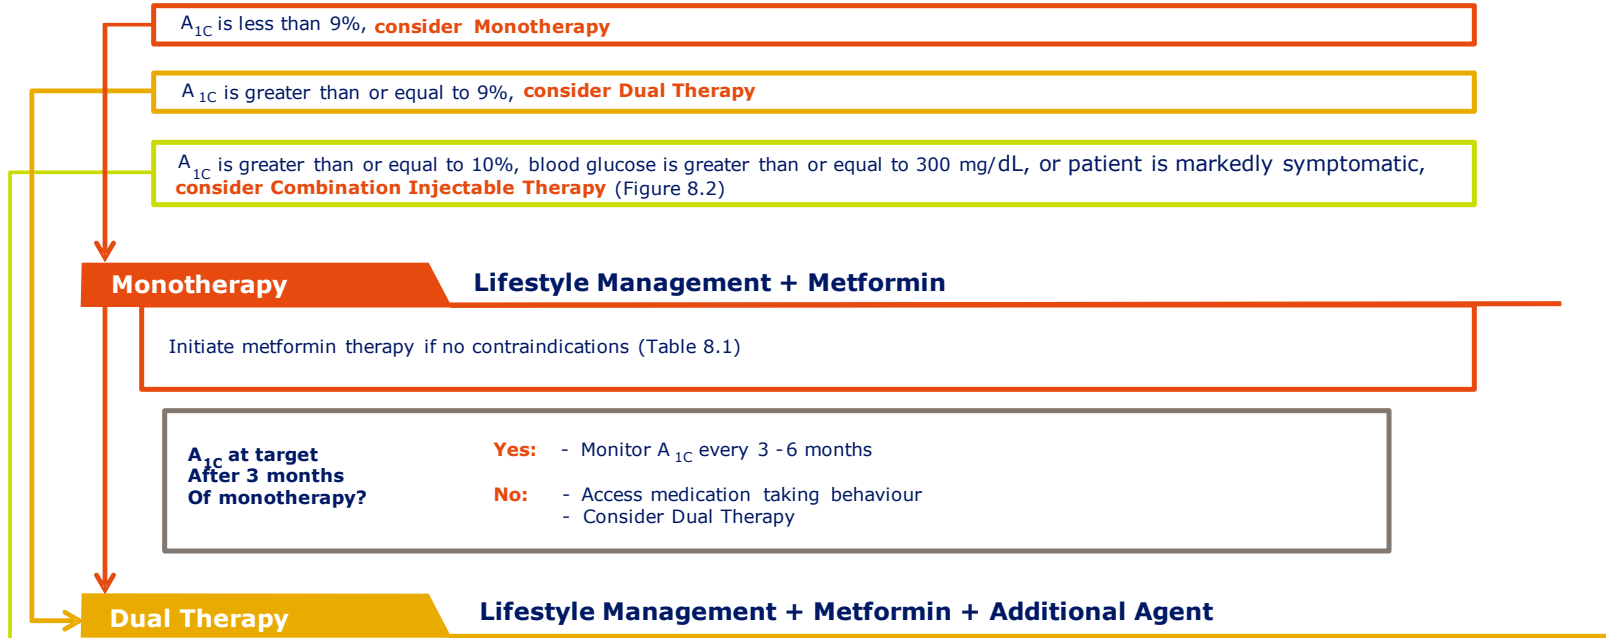 A1C is less than 9%, consider Monotherapy
A1C is greater than or equal to 9%, consider Dual Therapy
A1C is greater than or equal to 10%, blood glucose is greater than or equal to 300 mg/dL, or patient is markedly symptomatic,
consider Combination Injectable Therapy (Figure 8.2)
Monotherapy Lifestyle Management + Metformin
Initiate metformin therapy if no contraindications (Table 8.1)
A1C at target
After 3 months
Of monotherapy?
Yes: - Monitor A1C every 3 -6 months
No: - Access medication taking behaviour
- Consider Dual Therapy
Dual Therapy Lifestyle Management + Metformin + Additional Agent